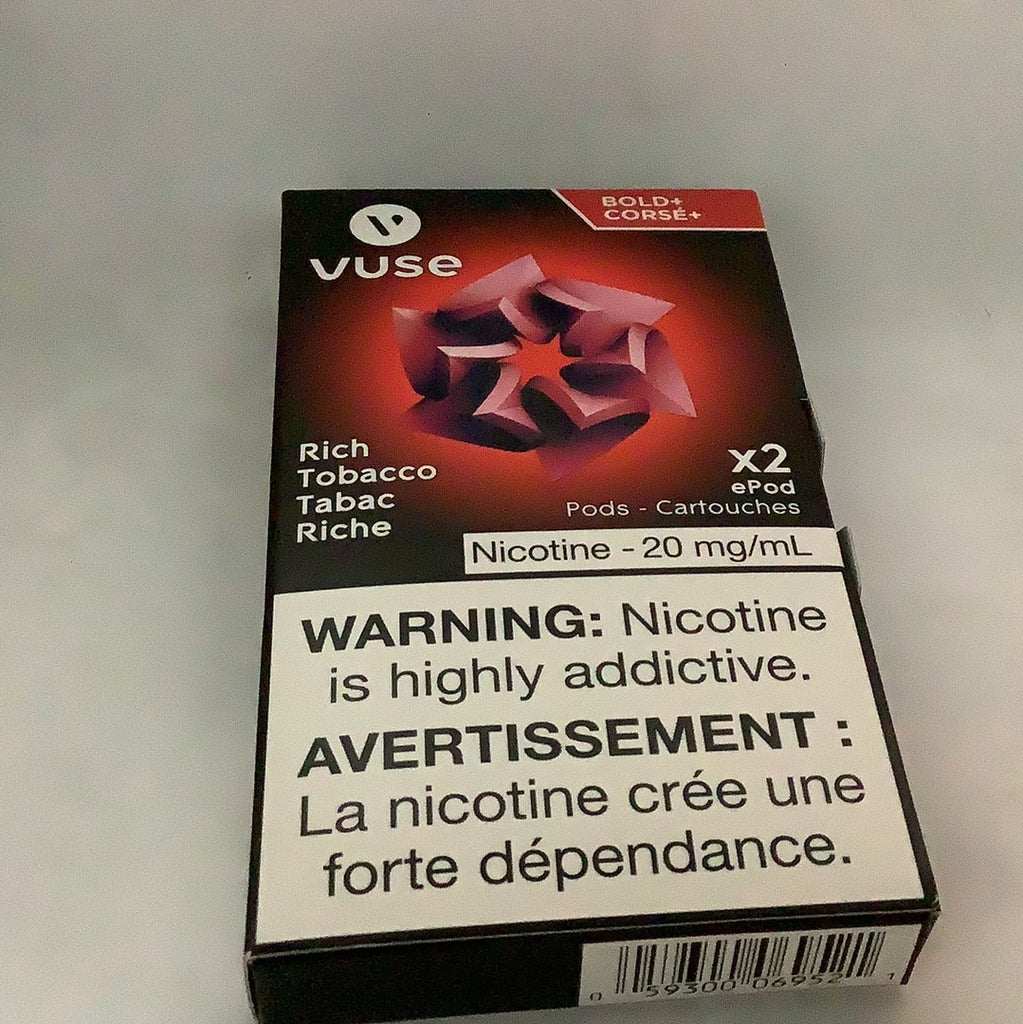 BOLD+
CORSÉ+
VUSE
Rich
Tobacco
Tabac
Riche
x2
ePod
Pods - Cartouches
Nicotine - 20 mg/mL
WARNING: Nicotine
is highly addictive.
AVERTISSEMENT :
La nicotine crée une
forte dépendance.
0 59300 06952 1